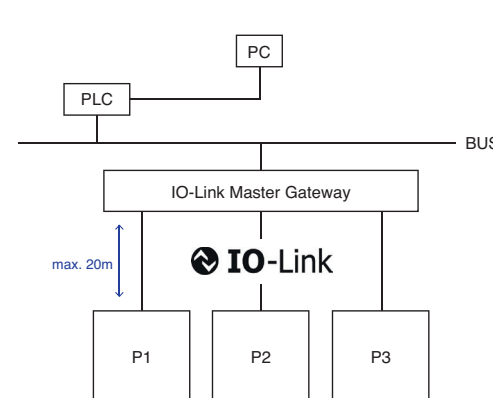 PC
PLC
BUS
IO-Link Master Gateway
max. 20m
IO-Link
P1
P2
P3